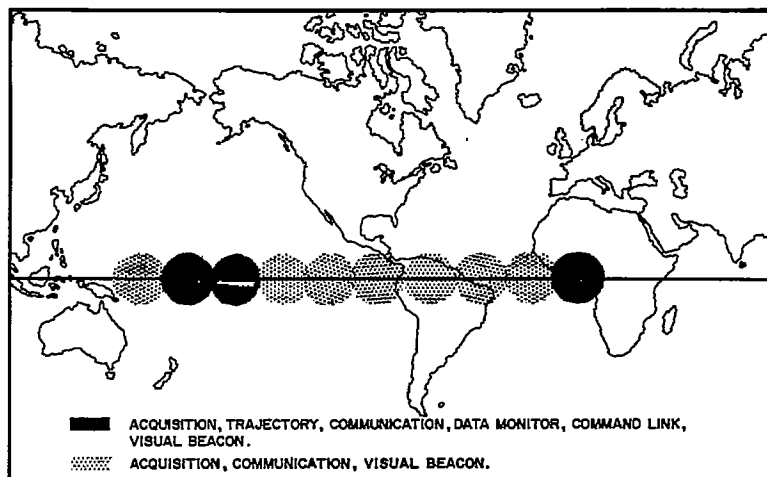 ACQUISITION, TRAJECTORY, COMMUNICATION, DATA MONITOR, COMMAND LINK,
VISUAL BEACON.
ACQUISITION, COMMUNICATION, VISUAL BEACON.